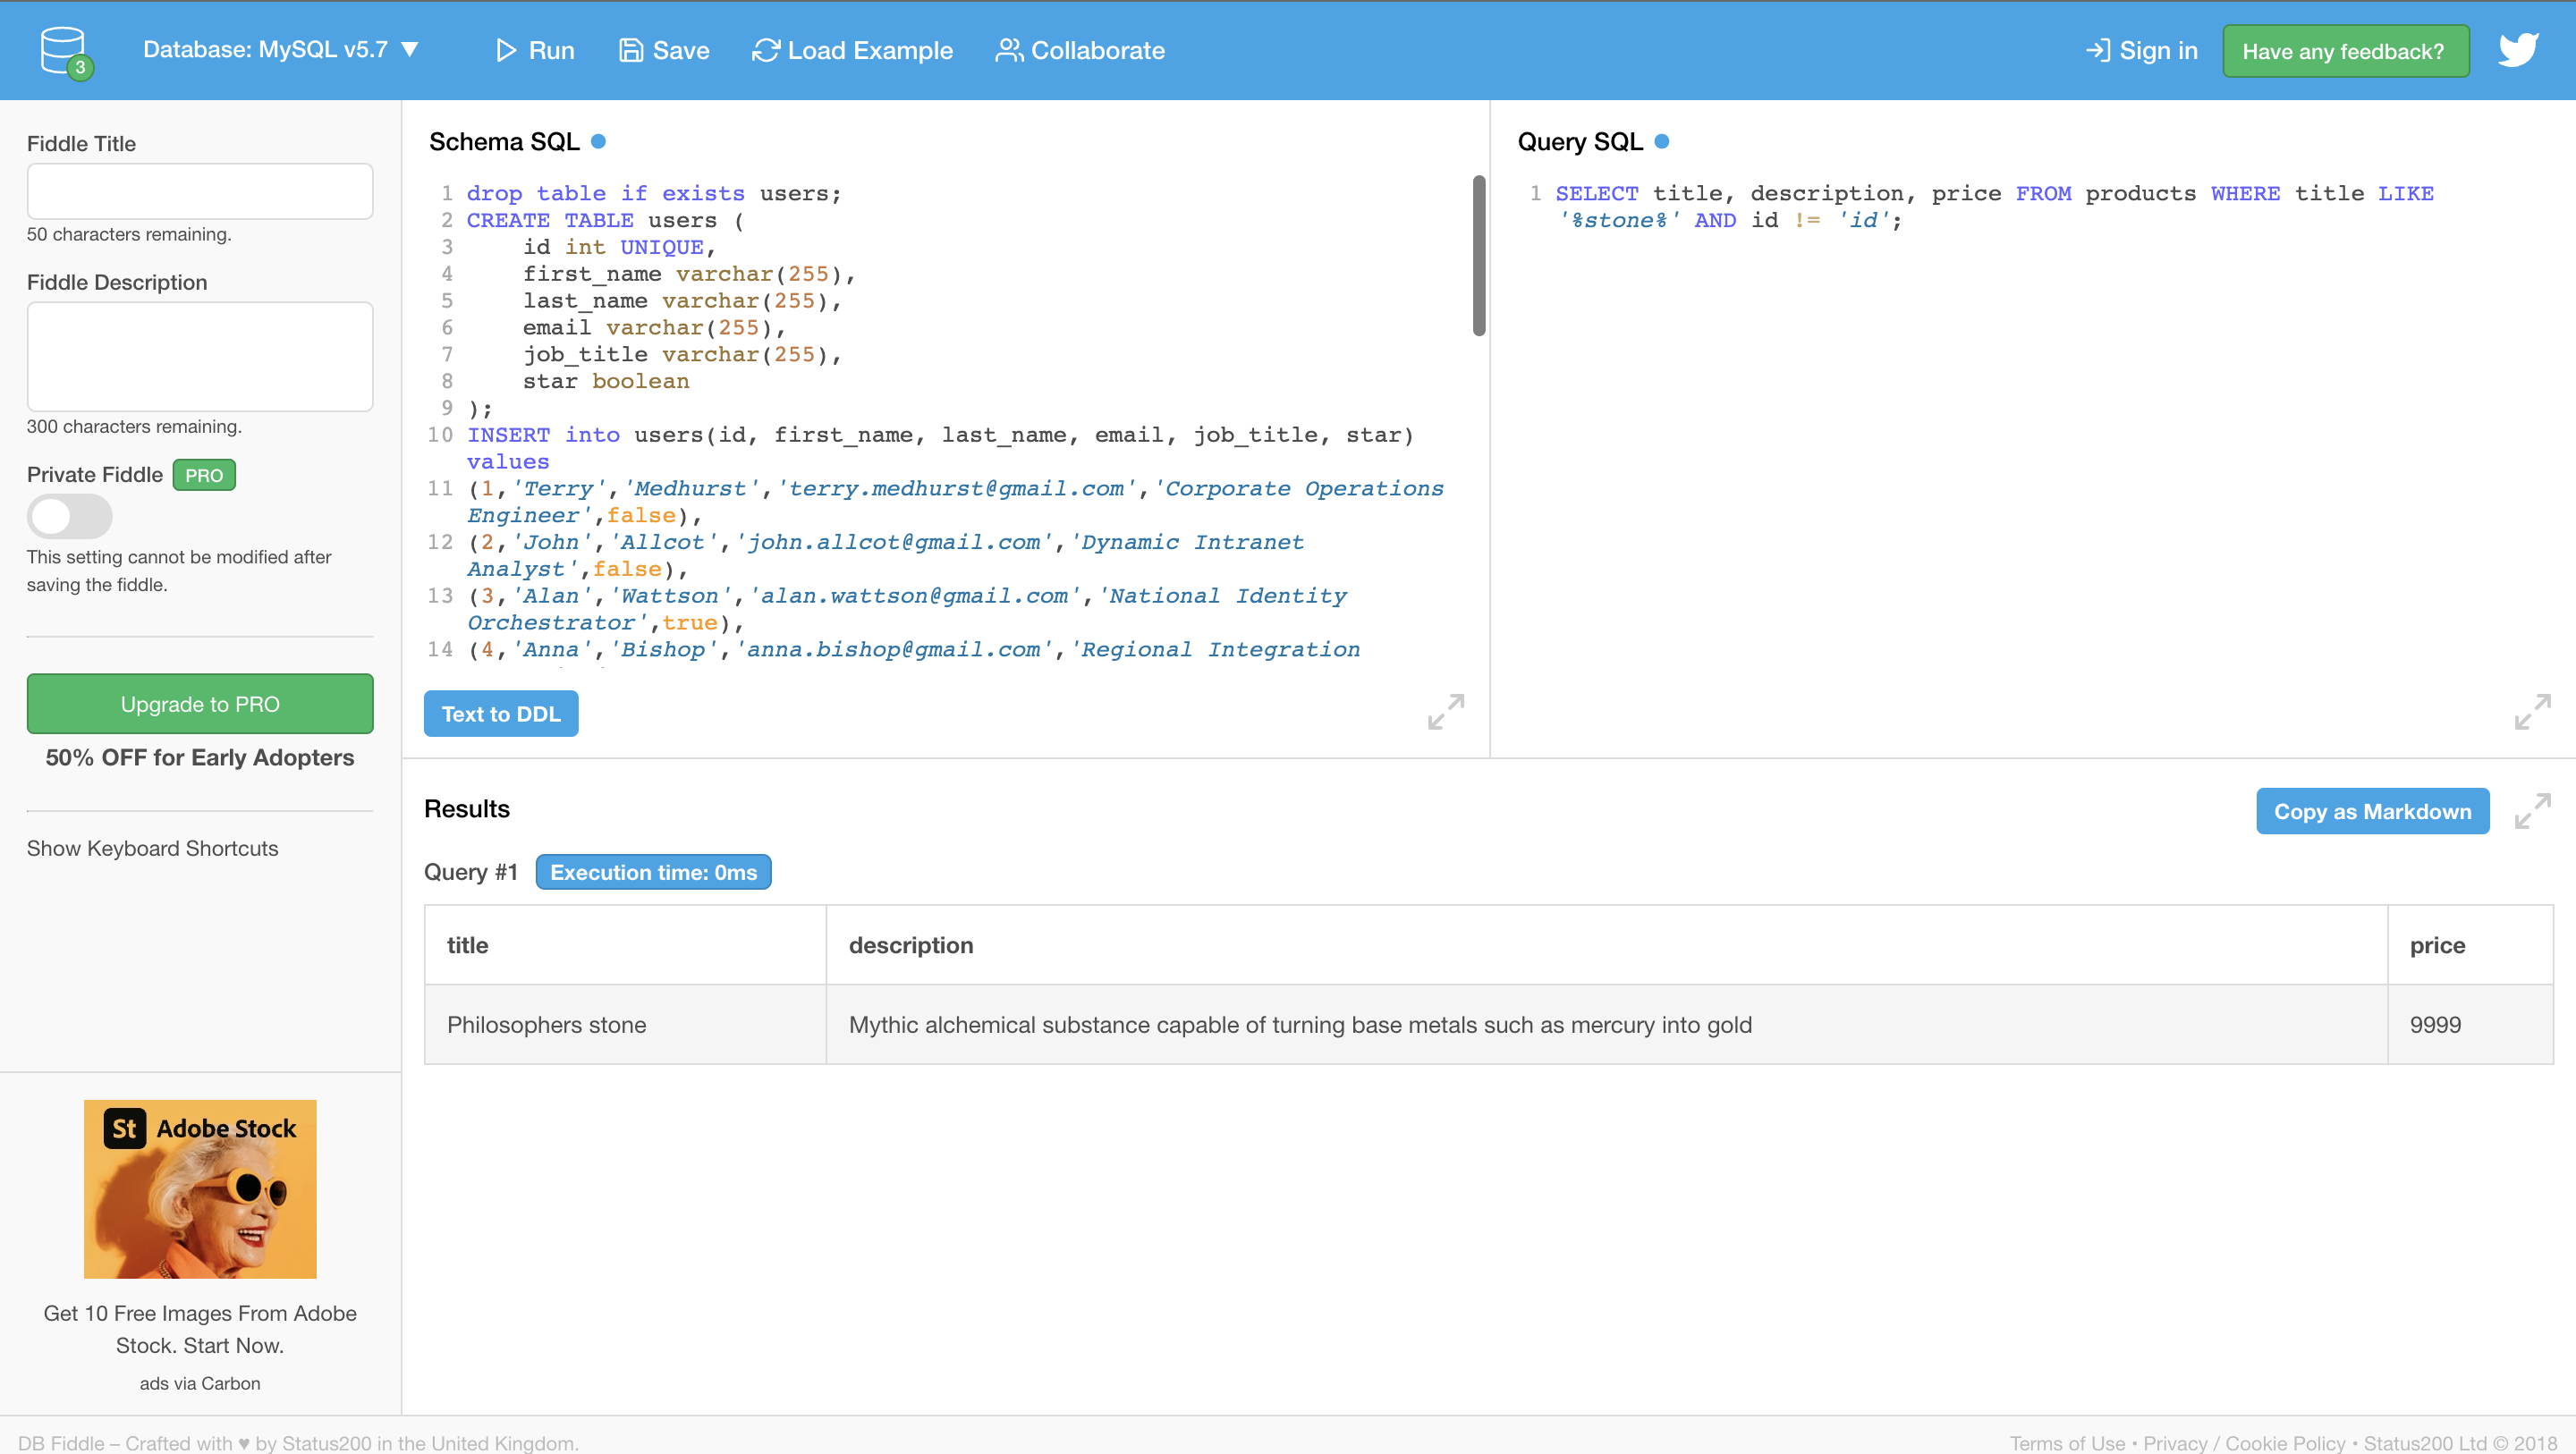 3
Database: MySQL v5.7 ▼
Run
Save
Load Example
Collaborate
Sign in
Have any feedback?
Fiddle Title
50 characters remaining.
Fiddle Description
300 characters remaining.
Private Fiddle PRO
This setting cannot be modified after
saving the fiddle.
Upgrade to PRO
50% OFF for Early Adopters
Show Keyboard Shortcuts
St Adobe Stock
Get 10 Free Images From Adobe
Stock. Start Now.
ads via Carbon
Schema SQL
1 drop table if exists users;
2 CREATE TABLE users (
3 id int UNIQUE,
4 first_name varchar(255),
5 last_name varchar(255),
6 email varchar(255),
7 job_title varchar(255),
8 star boolean
9 );
10 INSERT into users(id, first_name, last_name, email, job_title, star)
values
11 (1,'Terry','Medhurst','terry.medhurst@gmail.com','Corporate Operations
Engineer',false),
12 (2,'John','Allcot','john.allcot@gmail.com','Dynamic Intranet
Analyst',false),
13 (3,'Alan','Wattson','alan.wattson@gmail.com','National Identity
Orchestrator',true),
14 (4,'Anna','Bishop','anna.bishop@gmail.com','Regional Integration
Text to DDL
Query SQL
1 SELECT title, description, price FROM products WHERE title LIKE
'%stone%' AND id != 'id';
Results
Copy as Markdown
Query #1 Execution time: 0ms
title description price
Philosophers stone Mythic alchemical substance capable of turning base metals such as mercury into gold 9999
DB Fiddle – Crafted with ♥ by Status200 in the United Kingdom.
Terms of Use • Privacy / Cookie Policy • Status200 Ltd © 2018